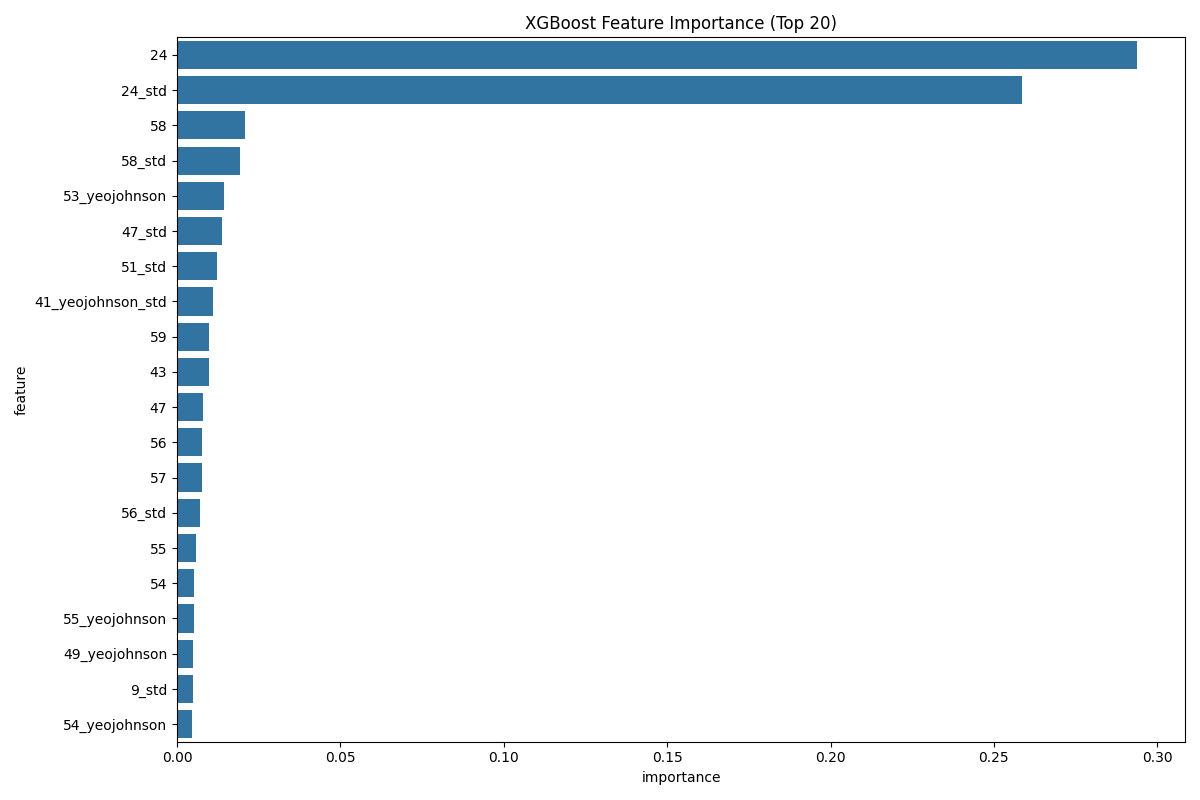 XGBoost Feature Importance (Top 20)
24
24_std
58
58_std
53_yeojohnson
47_std
51_std
41_yeojohnson_std
59
43
47
56
57
56_std
55
54
55_yeojohnson
49_yeojohnson
9_std
54_yeojohnson
feature
0.00 0.05 0.10 0.15 0.20 0.25 0.30
importance